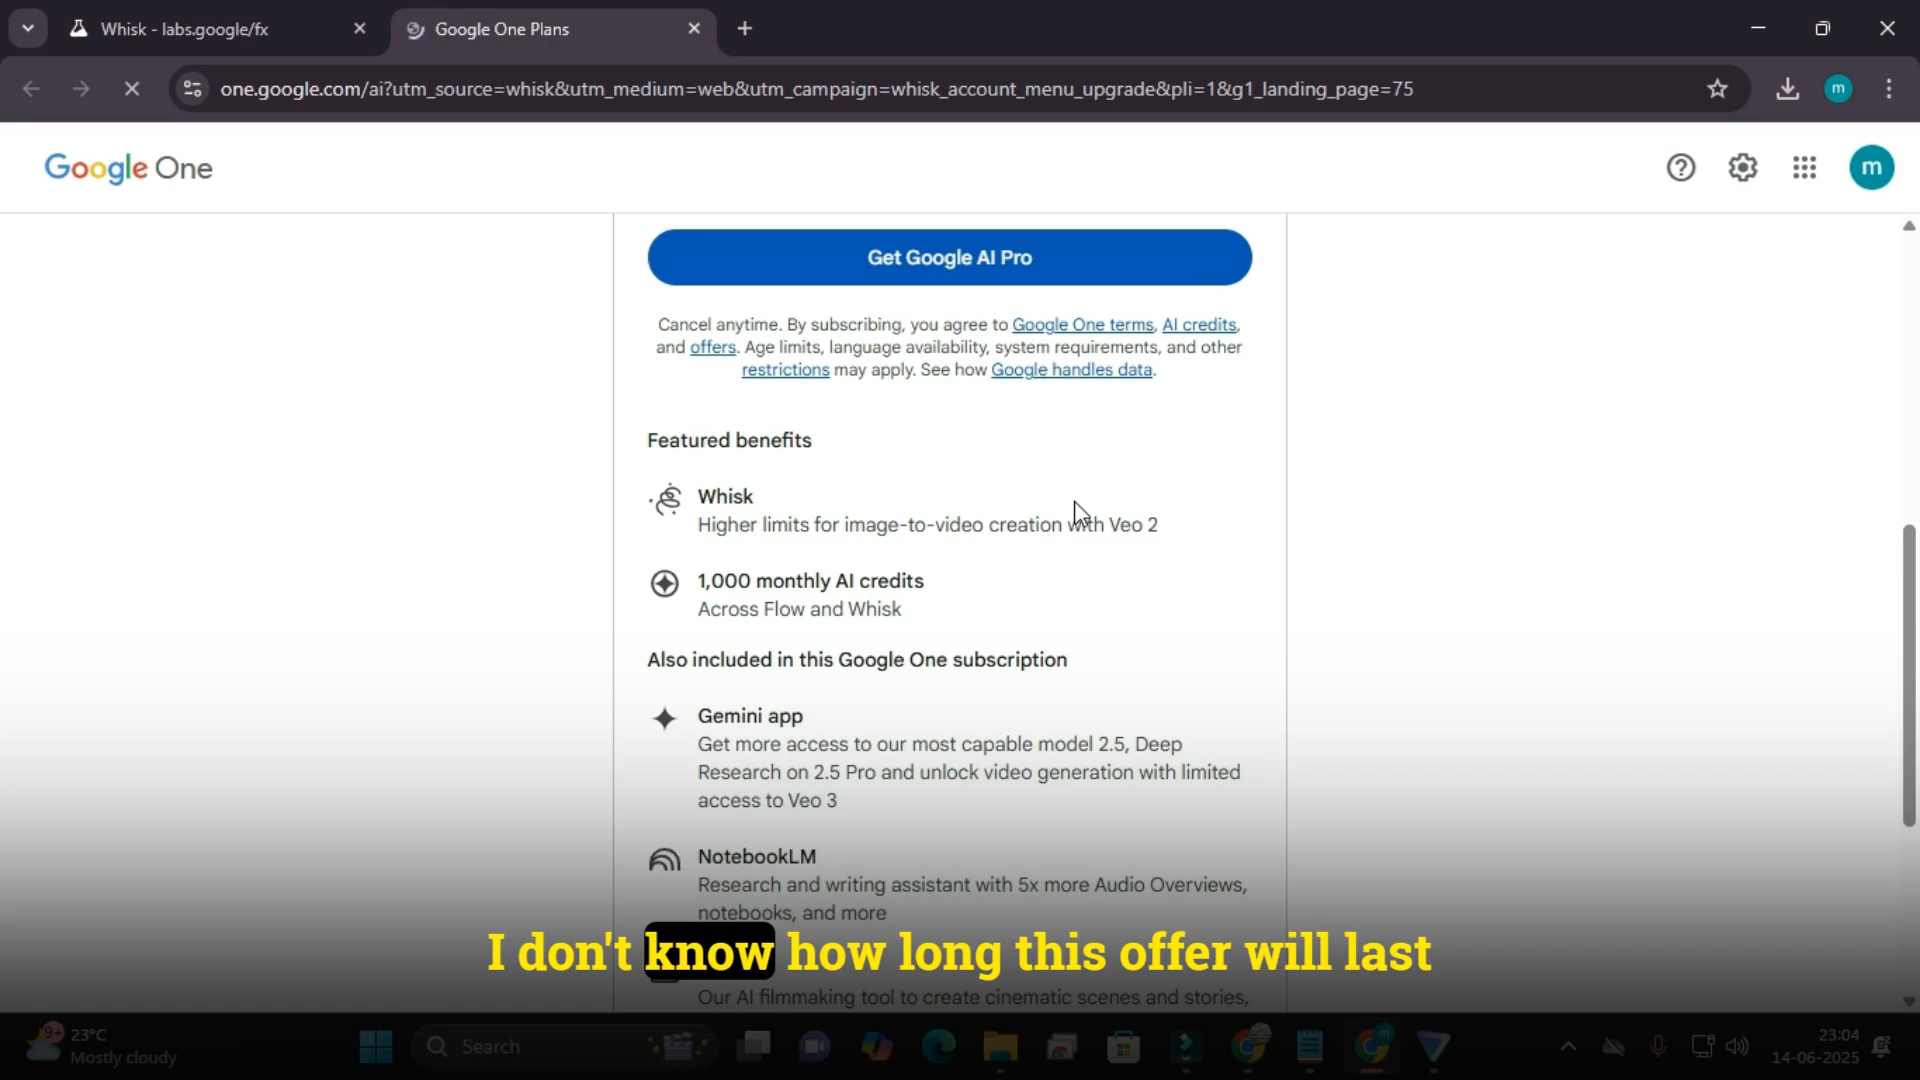 Whisk - labs.google/fx
Google One Plans
one.google.com/ai?utm_source=whisk&utm_medium=web&utm_campaign=whisk_account_menu_upgrade&pli=1&g1_landing_page=75
m
Google One
m
Get Google AI Pro
Cancel anytime. By subscribing, you agree to Google One terms, AI credits,
and offers. Age limits, language availability, system requirements, and other
restrictions may apply. See how Google handles data.
Featured benefits
Whisk
Higher limits for image-to-video creation with Veo 2
1,000 monthly AI credits
Across Flow and Whisk
Also included in this Google One subscription
Gemini app
Get more access to our most capable model 2.5, Deep
Research on 2.5 Pro and unlock video generation with limited
access to Veo 3
NotebookLM
Research and writing assistant with 5x more Audio Overviews,
notebooks, and more
I don't know how long this offer will last
Our AI filmmaking tool to create cinematic scenes and stories,
9+
23°C
Mostly cloudy
Search
m
23:04
14-06-2025